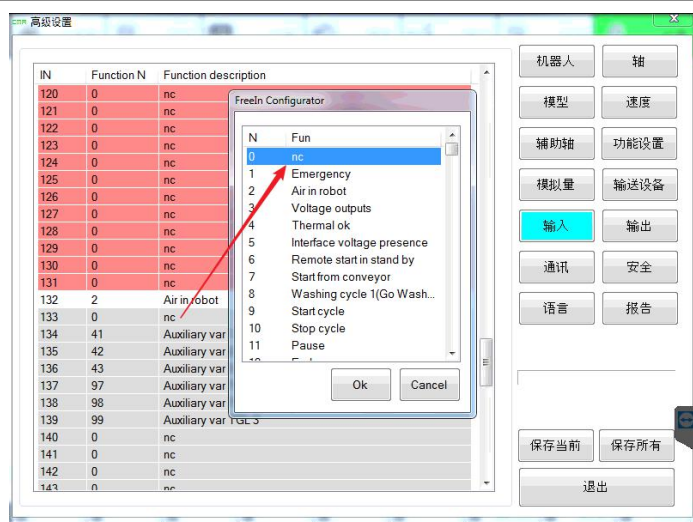 cma 高级设置
IN Function N Function description
120 0 nc
121 0 nc
122 0 nc
123 0 nc
124 0 nc
125 0 nc
126 0 nc
127 0 nc
128 0 nc
129 0 nc
130 0 nc
131 0 nc
132 2 Air in robot
133 0 nc
134 41 Auxiliary var
135 42 Auxiliary var
136 43 Auxiliary var
137 97 Auxiliary var
138 98 Auxiliary var
139 99 Auxiliary var TGL 3
140 0 nc
141 0 nc
142 0 nc
143 0 nc
FreeIn Configurator
N Fun
0 nc
1 Emergency
2 Air in robot
3 Voltage outputs
4 Thermal ok
5 Interface voltage presence
6 Remote start in stand by
7 Start from conveyor
8 Washing cycle 1(Go Wash...
9 Start cycle
10 Stop cycle
11 Pause
Ok Cancel
机器人 轴
模型 速度
辅助轴 功能设置
模拟量 输送设备
输入 输出
通讯 安全
语言 报告
保存当前 保存所有
退出